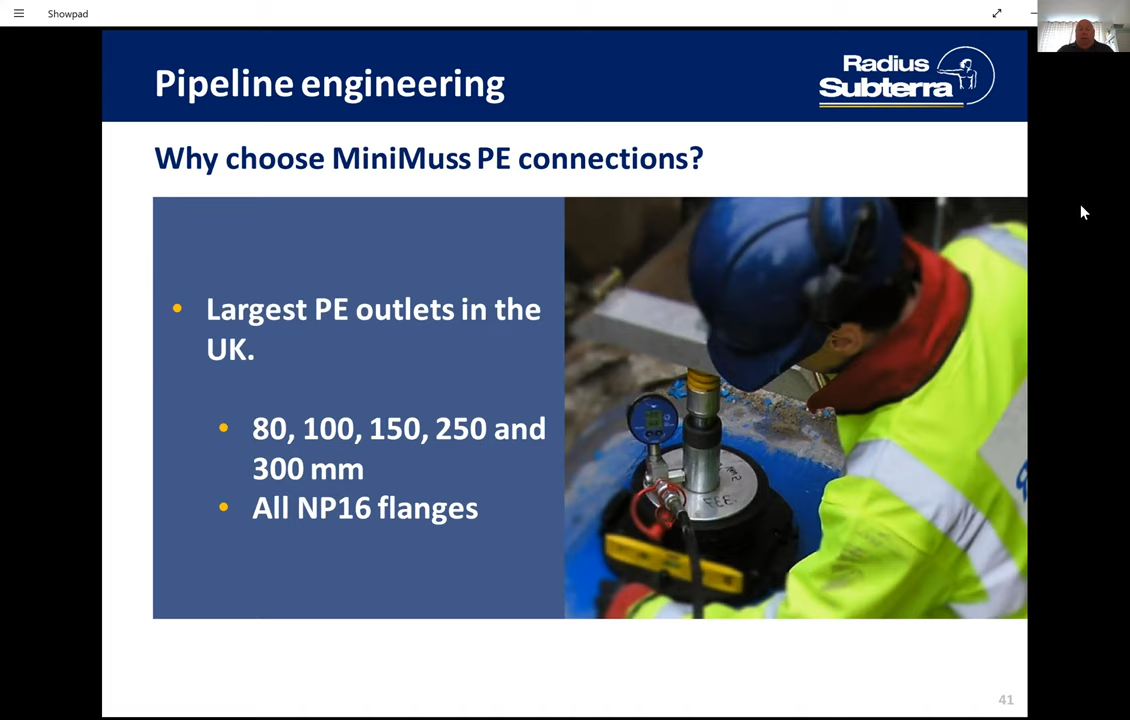 Showpad
Pipeline engineering
Radius
Subterra
Why choose MiniMuss PE connections?
• Largest PE outlets in the
UK.
• 80, 100, 150, 250 and
300 mm
• All NP16 flanges
41